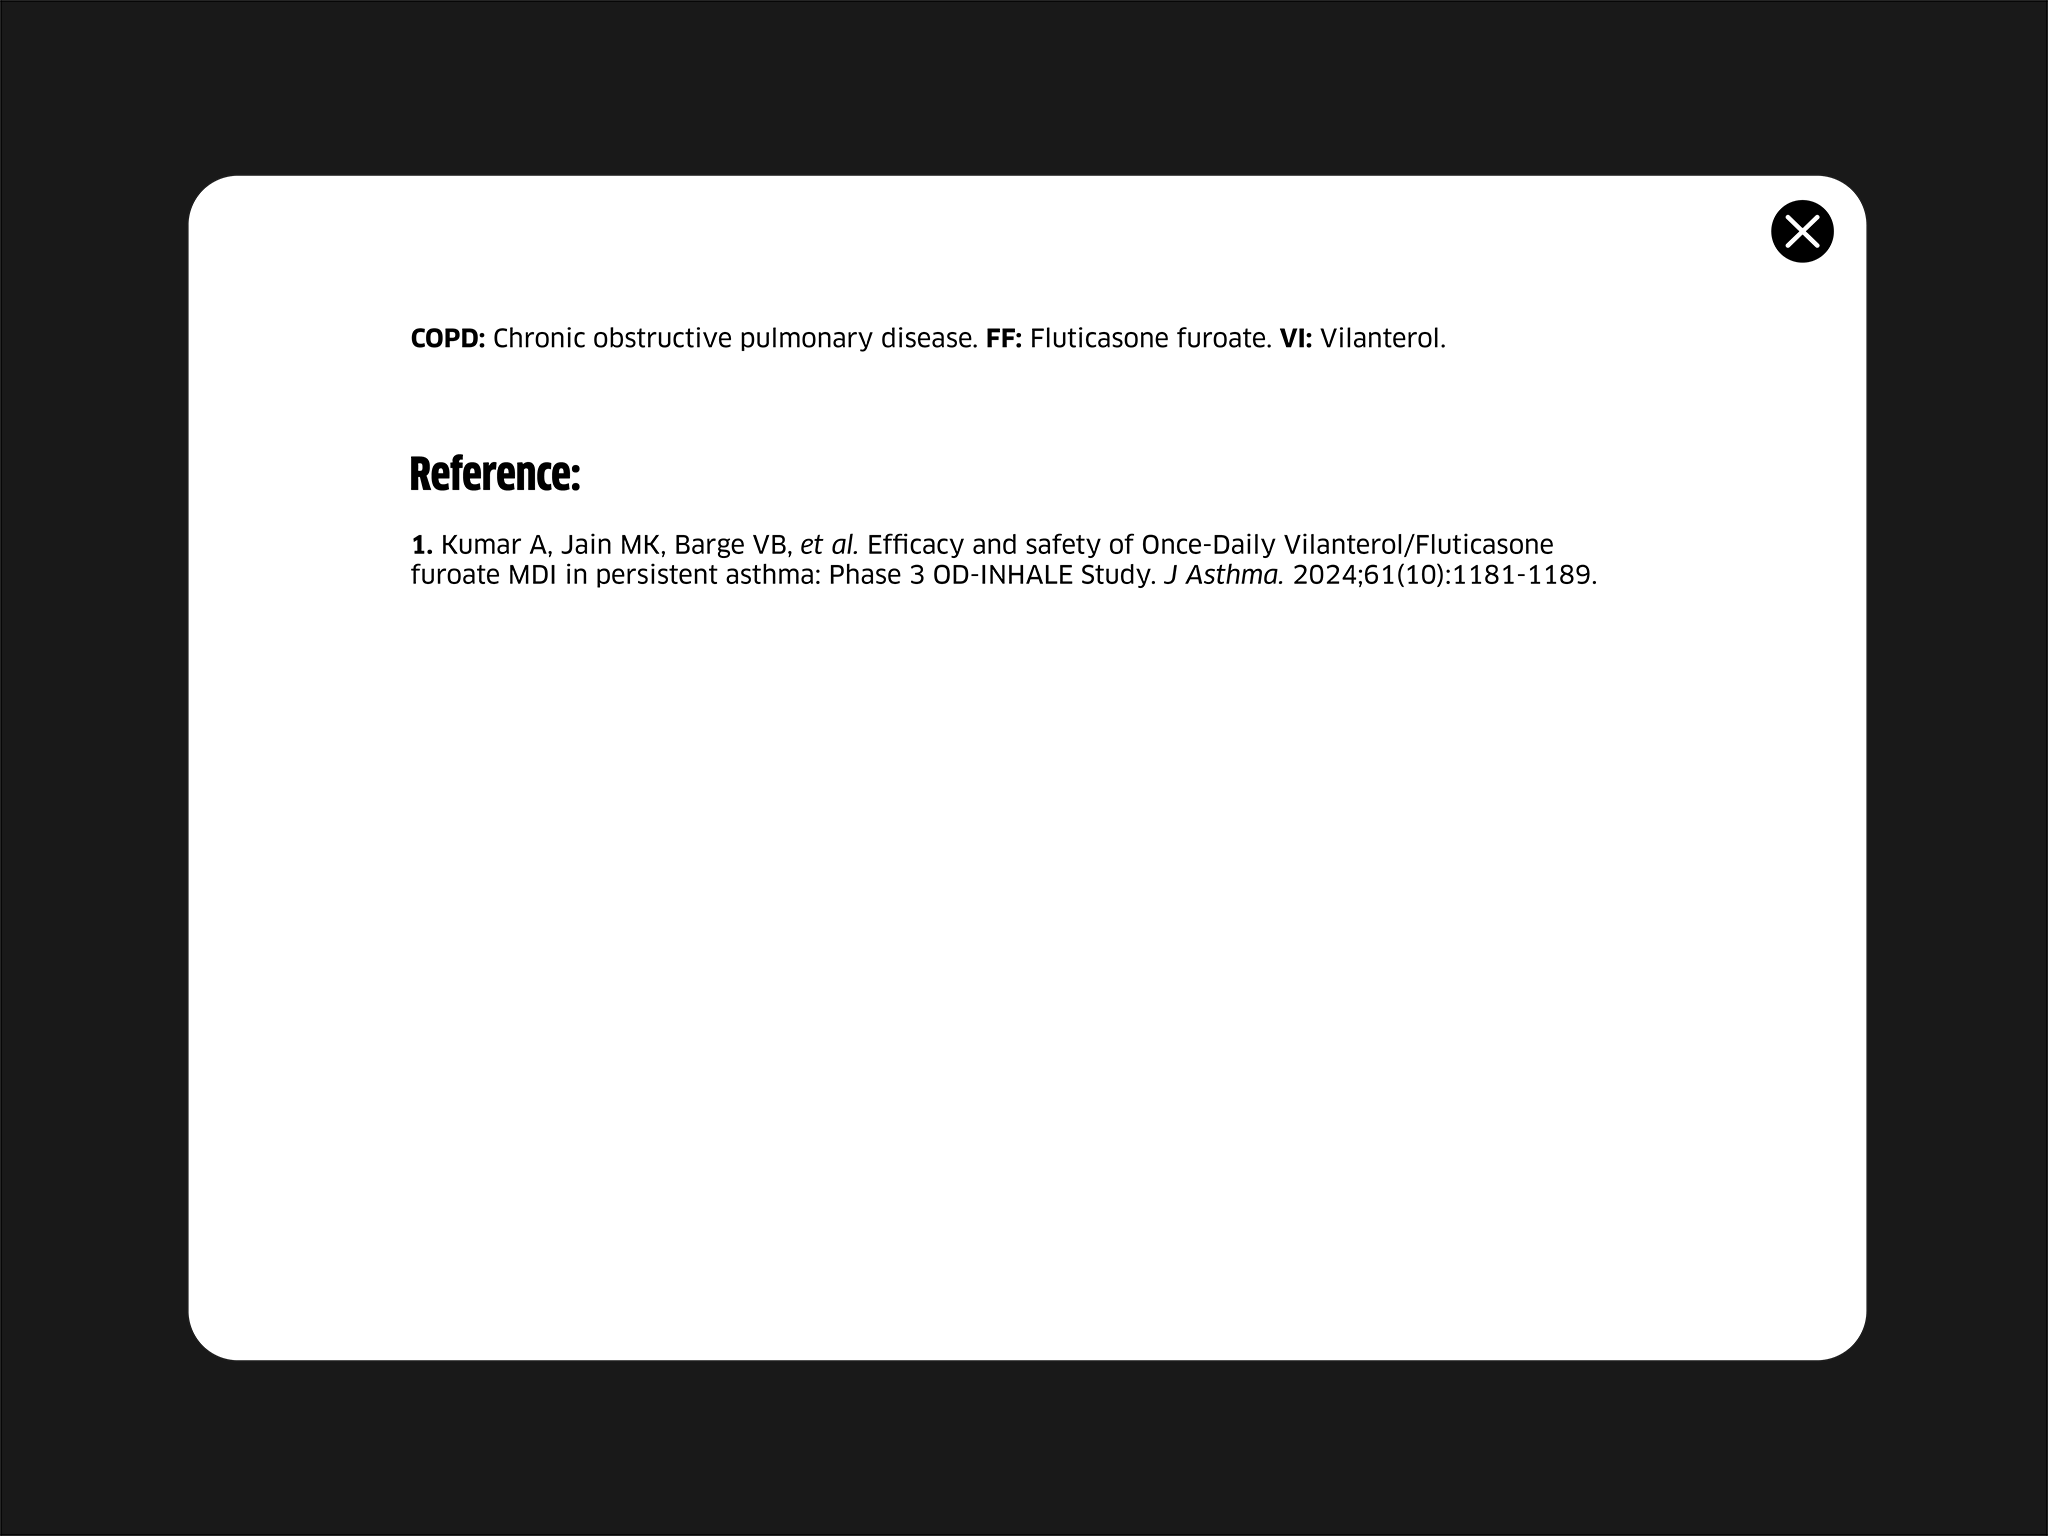 COPD: Chronic obstructive pulmonary disease. FF: Fluticasone furoate. VI: Vilanterol.
Reference:
1. Kumar A, Jain MK, Barge VB, et al. Efficacy and safety of Once-Daily Vilanterol/Fluticasone
furoate MDI in persistent asthma: Phase 3 OD-INHALE Study. J Asthma. 2024;61(10):1181-1189.